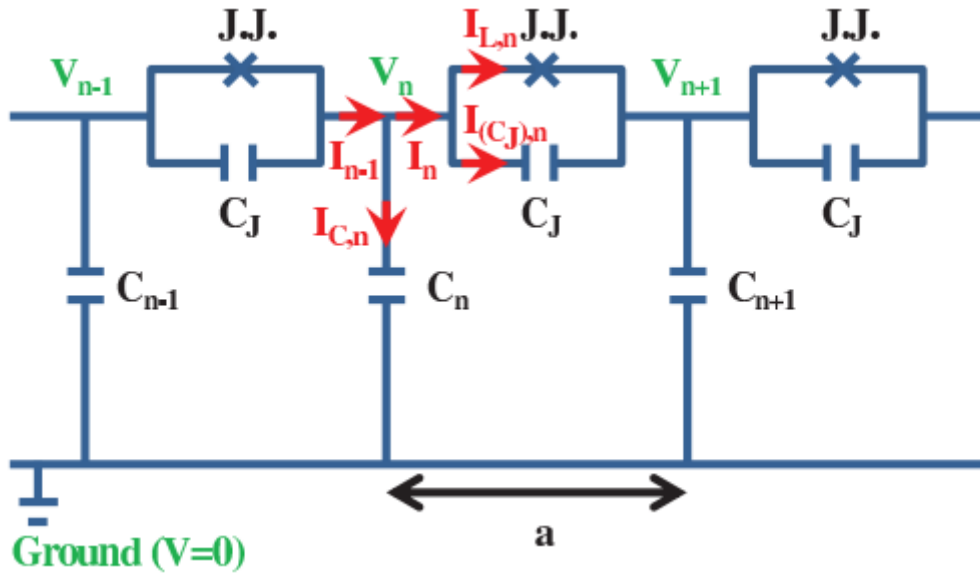 J.J. I_{L,n} J.J. J.J.
V_{n-1} V_n V_{n+1}
I_{(C_J),n}
I_{n-1} I_n
C_J C_J C_J
I_{C,n}
C_{n-1} C_n C_{n+1}
a
Ground (V=0)